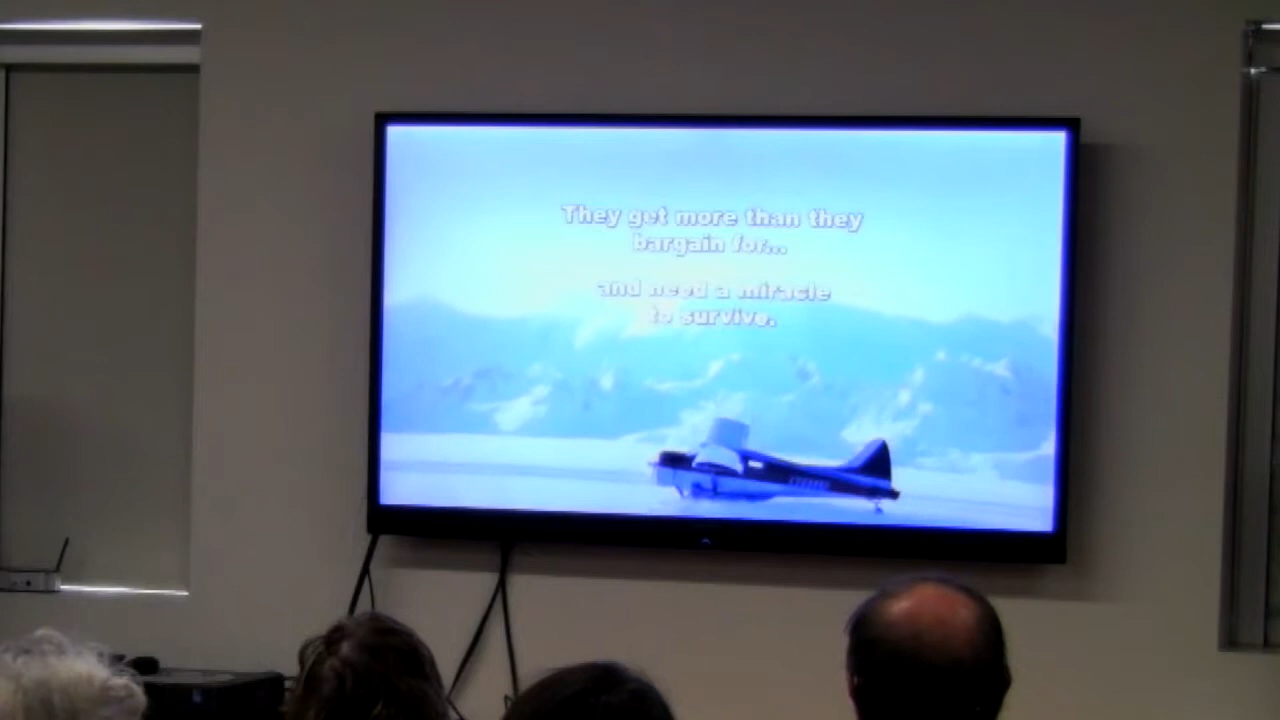 They get more than they
bargain for...
and need a miracle
to survive.